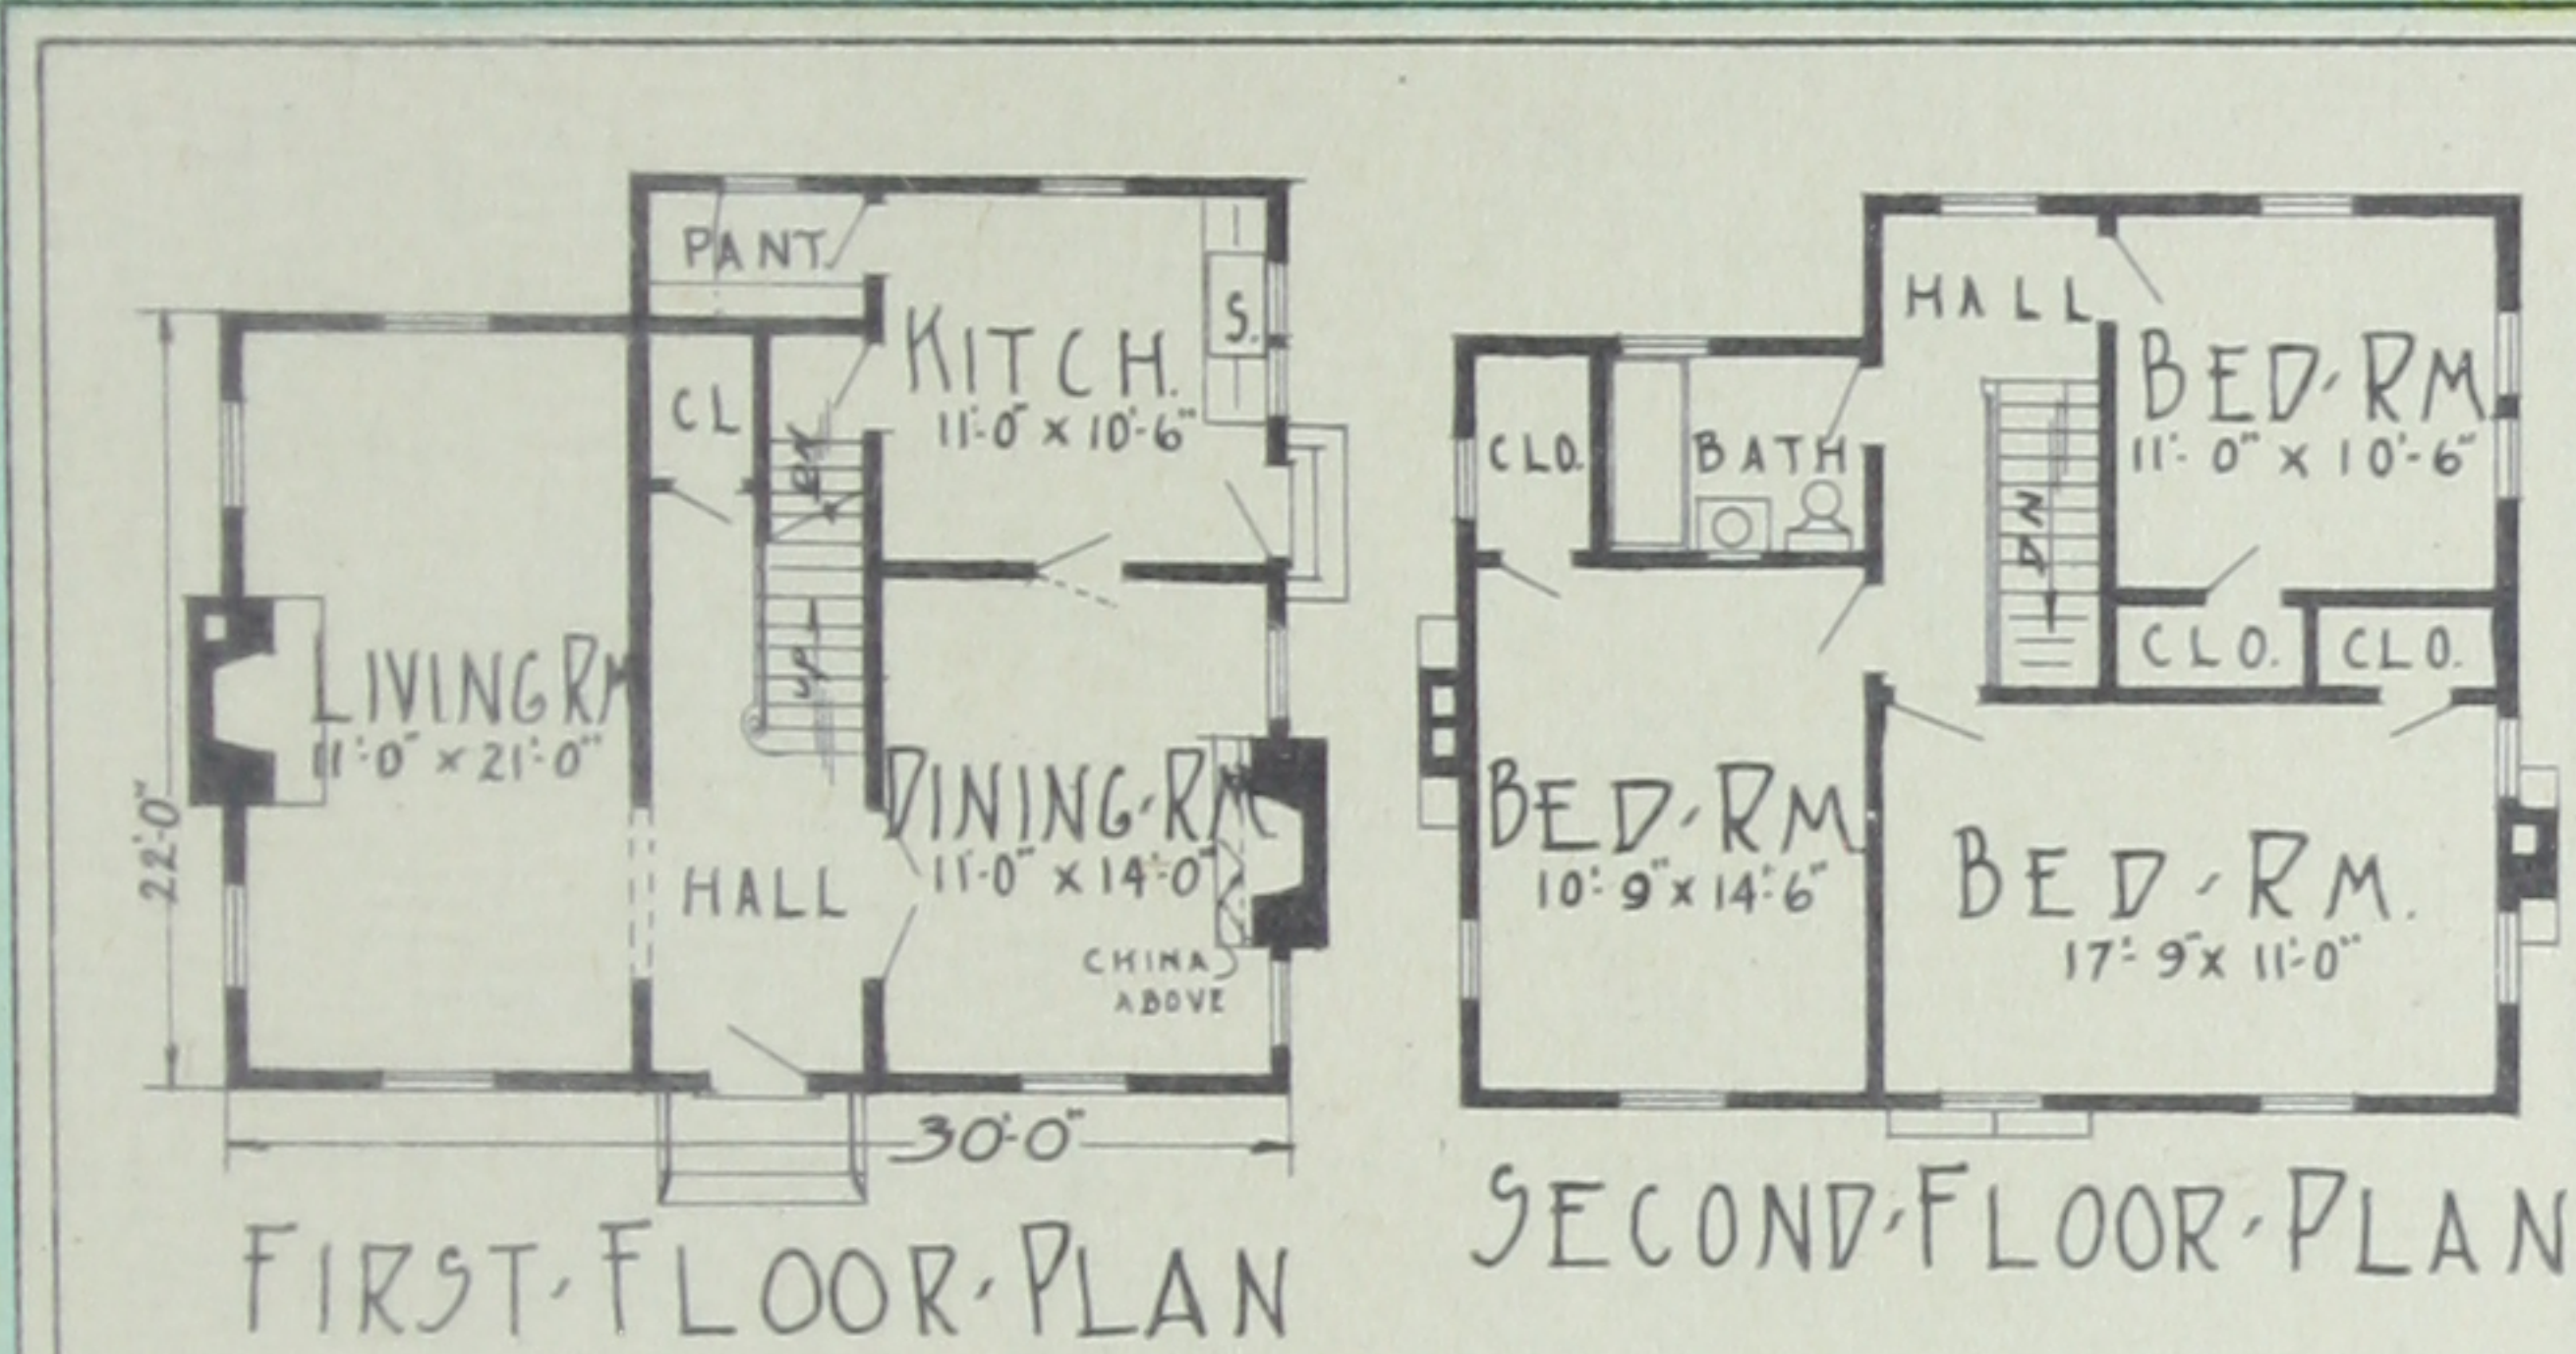 PANT.
KITCH.
11'-0" x 10'-6"
S.
CL
UP
LIVING RM
11'-0" x 21'-0"
22'-0"
HALL
DINING-RM
11'-0" x 14'-0"
CHINA
ABOVE
30'-0"
FIRST-FLOOR-PLAN
HALL
BED-RM.
11'-0" x 10'-6"
CLO.
BATH
DN
CLO.
CLO.
BED-RM.
10'-9" x 14'-6"
BED-RM.
17'-9" x 11'-0"
SECOND-FLOOR-PLAN